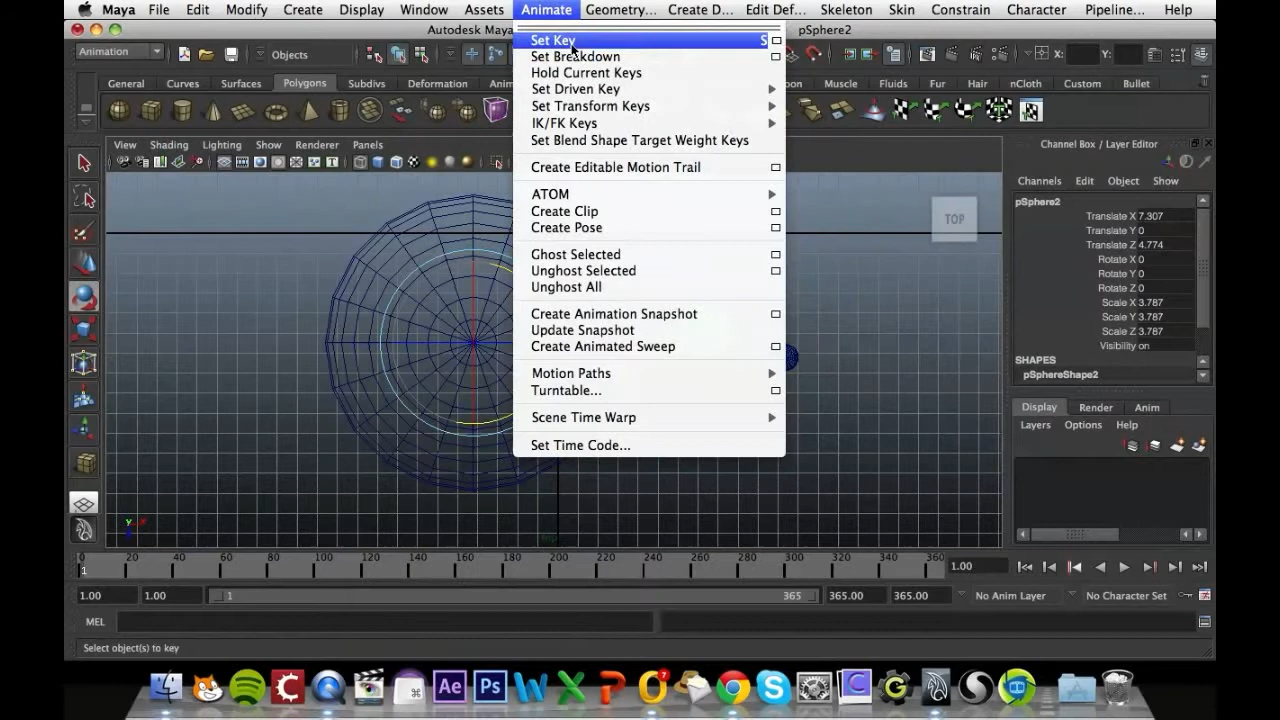 Maya File Edit Modify Create Display Window Assets Animate Geometry... Create D... Edit Def... Skeleton Skin Constrain Character Pipeline... Help
Autodesk Maya
pSphere2
Animation
Objects
X:
Y:
Z:
General Curves Surfaces Polygons Subdivs
Muscle Fluids Fur Hair nCloth Custom Bullet
Set Key S
Set Breakdown
Hold Current Keys
Set Driven Key
Set Transform Keys
IK/FK Keys
Set Blend Shape Target Weight Keys
Create Editable Motion Trail
ATOM
Create Clip
Create Pose
Ghost Selected
Unghost Selected
Unghost All
Create Animation Snapshot
Update Snapshot
Create Animated Sweep
Motion Paths
Turntable...
Scene Time Warp
Set Time Code...
View Shading Lighting Show Renderer Panels
TOP
Y X
Channel Box / Layer Editor
Channels Edit Object Show
pSphere2
Translate X 7.307
Translate Y 0
Translate Z 4.774
Rotate X 0
Rotate Y 0
Rotate Z 0
Scale X 3.787
Scale Y 3.787
Scale Z 3.787
Visibility on
SHAPES
pSphereShape2
Display Render Anim
Layers Options Help
0 20 40 60 80 100 120 140 160 180 200 220 240 260 280 300 320 340 360
1
1.00
1.00 1.00 1 365 365.00 365.00 No Anim Layer No Character Set
MEL
Select object(s) to key
Ae Ps 7